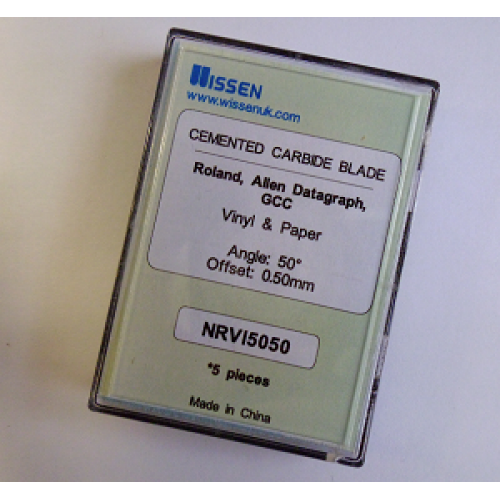 WISSEN
www.wissenuk.com
CEMENTED CARBIDE BLADE
Roland, Allen Datagraph,
GCC
Vinyl & Paper
Angle: 50°
Offset: 0.50mm
NRVI5050
*5 pieces
Made in China